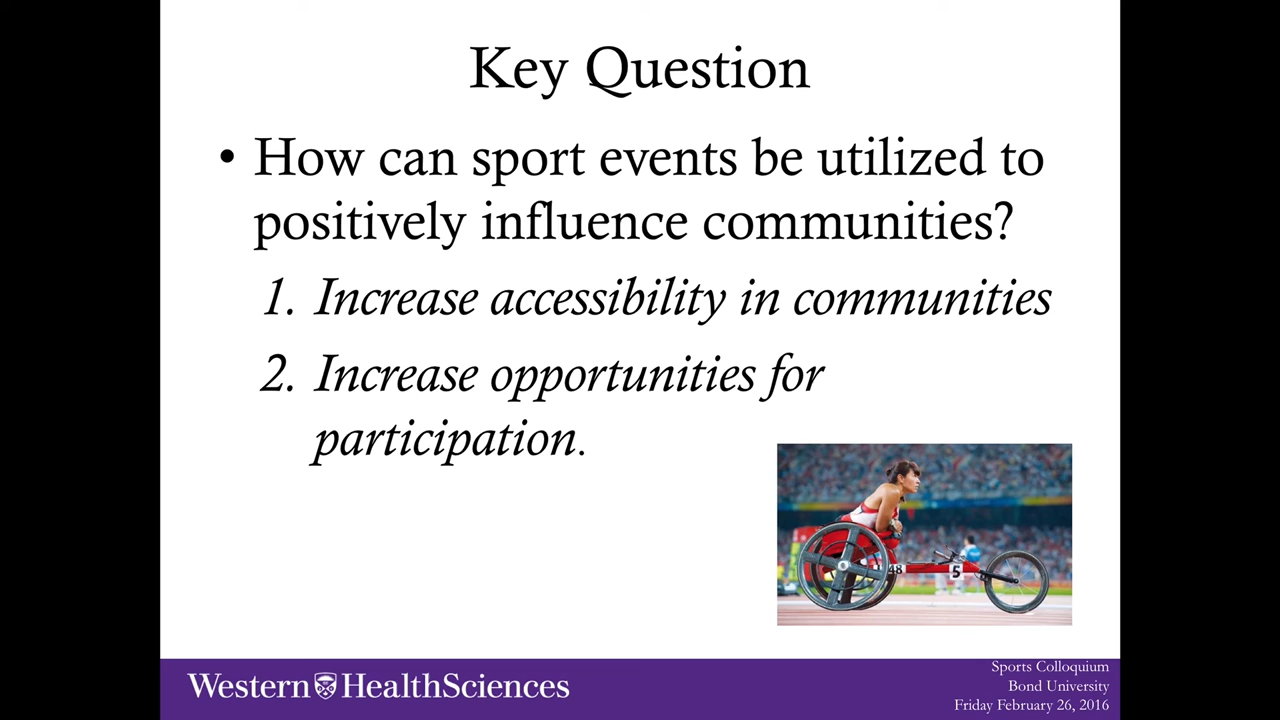 Key Question
• How can sport events be utilized to
positively influence communities?
1. Increase accessibility in communities
2. Increase opportunities for
participation.
48
5
Western HealthSciences
Sports Colloquium
Bond University
Friday February 26, 2016